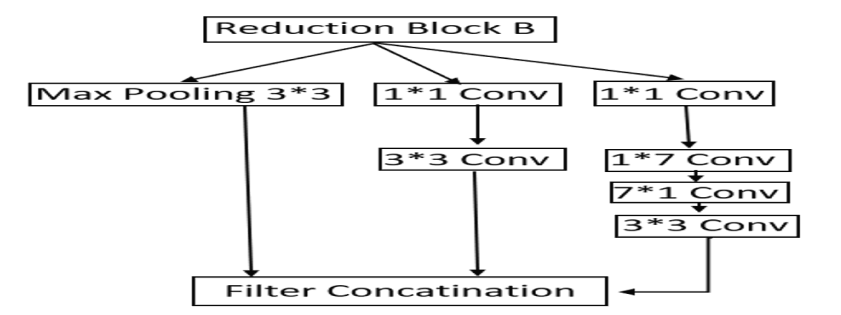 Reduction Block B
Max Pooling 3*3
1*1 Conv
1*1 Conv
3*3 Conv
1*7 Conv
7*1 Conv
3*3 Conv
Filter Concatination